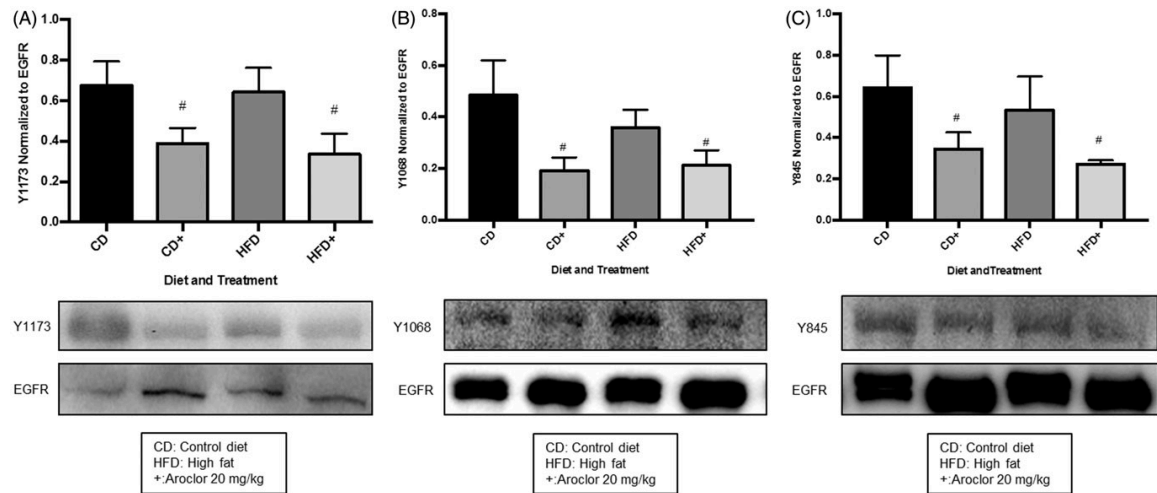 (A)
Y1173 Normalized to EGFR
1.0
0.8
0.6
0.4
0.2
0.0
#
#
CD
CD+
HFD
HFD+
Diet and Treatment
Y1173
EGFR
CD: Control diet
HFD: High fat
+:Aroclor 20 mg/kg
(B)
Y1068 Normalized to EGFR
0.8
0.6
0.4
0.2
0.0
#
#
CD
CD+
HFD
HFD+
Diet and Treatment
Y1068
EGFR
CD: Control diet
HFD: High fat
+:Aroclor 20 mg/kg
(C)
Y845 Normalized to EGFR
1.0
0.8
0.6
0.4
0.2
0.0
#
#
CD
CD+
HFD
HFD+
Diet andTreatment
Y845
EGFR
CD: Control diet
HFD: High fat
+:Aroclor 20 mg/kg